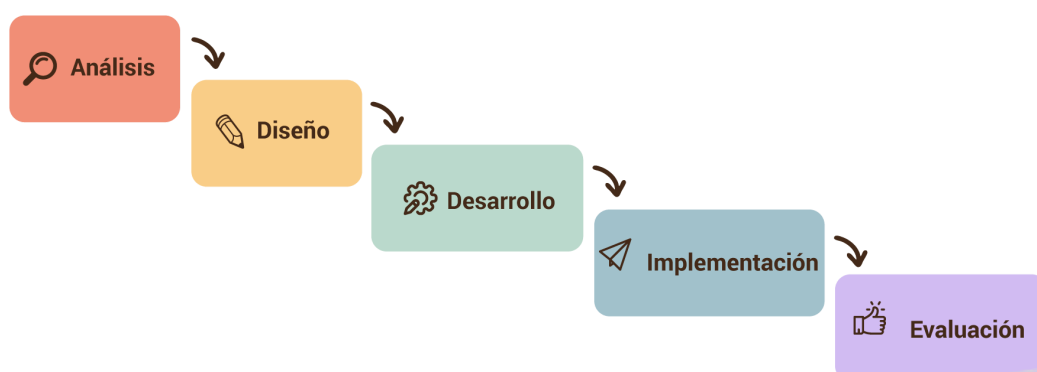 Análisis
Diseño
Desarrollo
Implementación
Evaluación